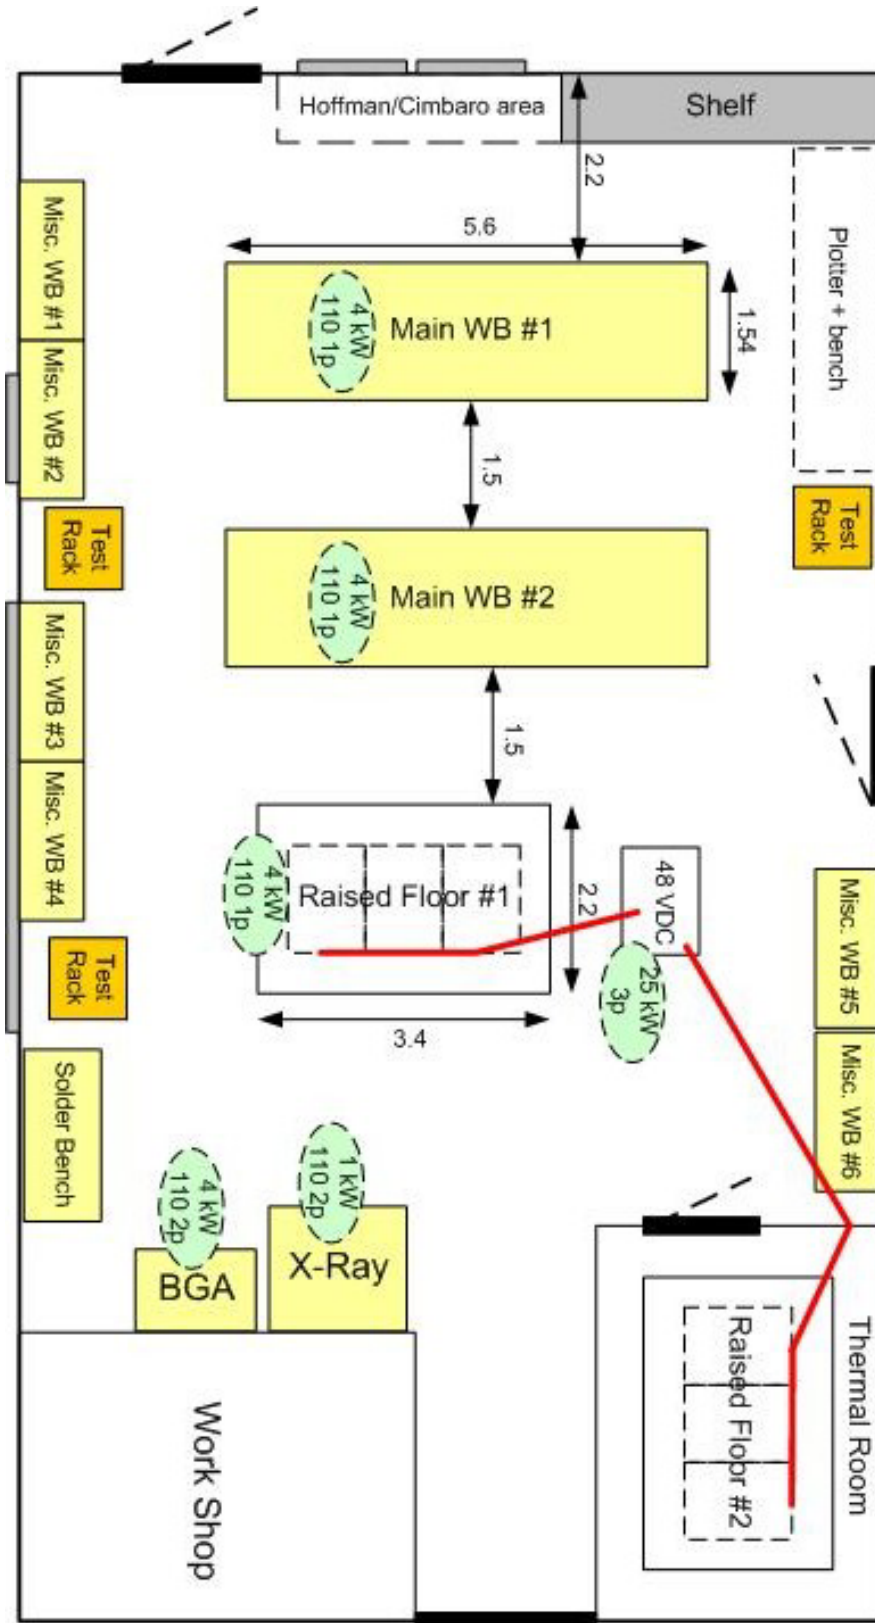 Hoffman/Cimbaro area
Shelf
2.2
5.6
Misc. WB #1
4 kW
110 1p
Main WB #1
1.54
Plotter + bench
Misc. WB #2
1.5
Test
Rack
Test
Rack
4 kW
110 1p
Main WB #2
Misc. WB #3
1.5
Misc. WB #4
4 kW
110 1p
Raised Floor #1
2.2
48 VDC
Misc. WB #5
Test
Rack
25 kW
3p
3.4
Misc. WB #6
Solder Bench
4 kW
110 2p
1 kW
110 2p
BGA
X-Ray
Work Shop
Raised Floor #2
Thermal Room